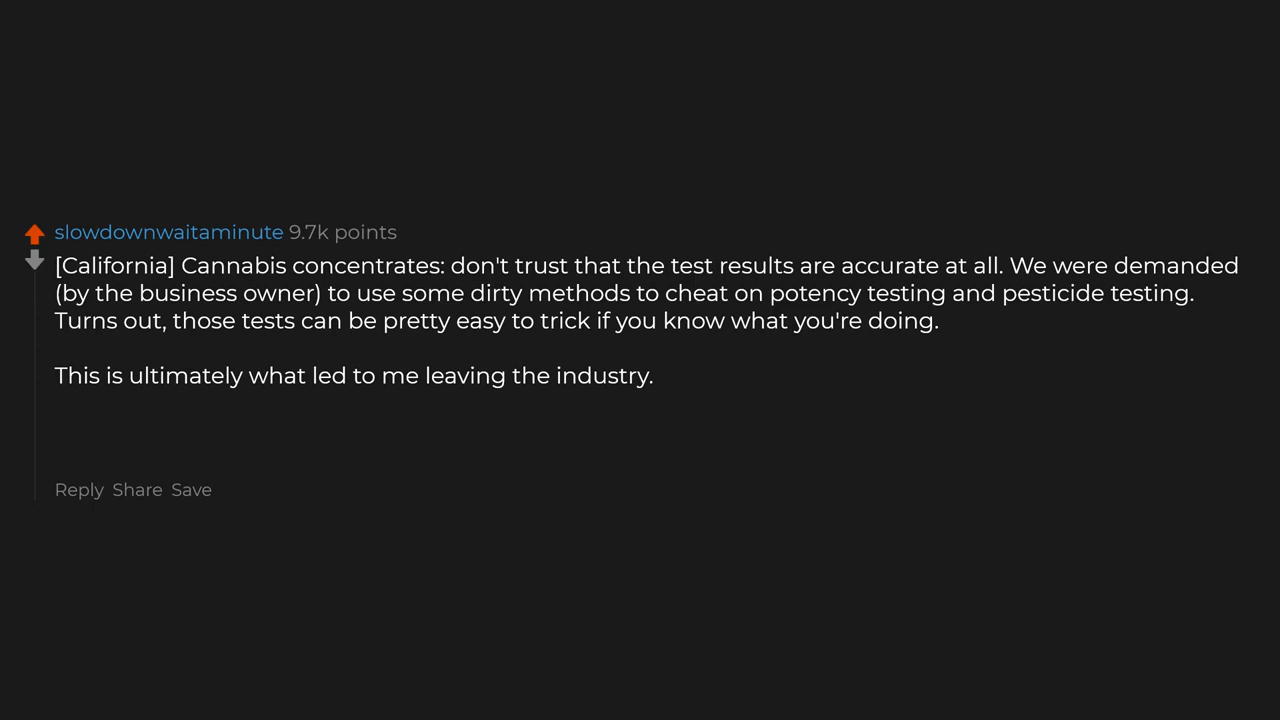 slowdownwaitaminute 9.7k points
[California] Cannabis concentrates: don't trust that the test results are accurate at all. We were demanded
(by the business owner) to use some dirty methods to cheat on potency testing and pesticide testing.
Turns out, those tests can be pretty easy to trick if you know what you're doing.
This is ultimately what led to me leaving the industry.
Reply Share Save